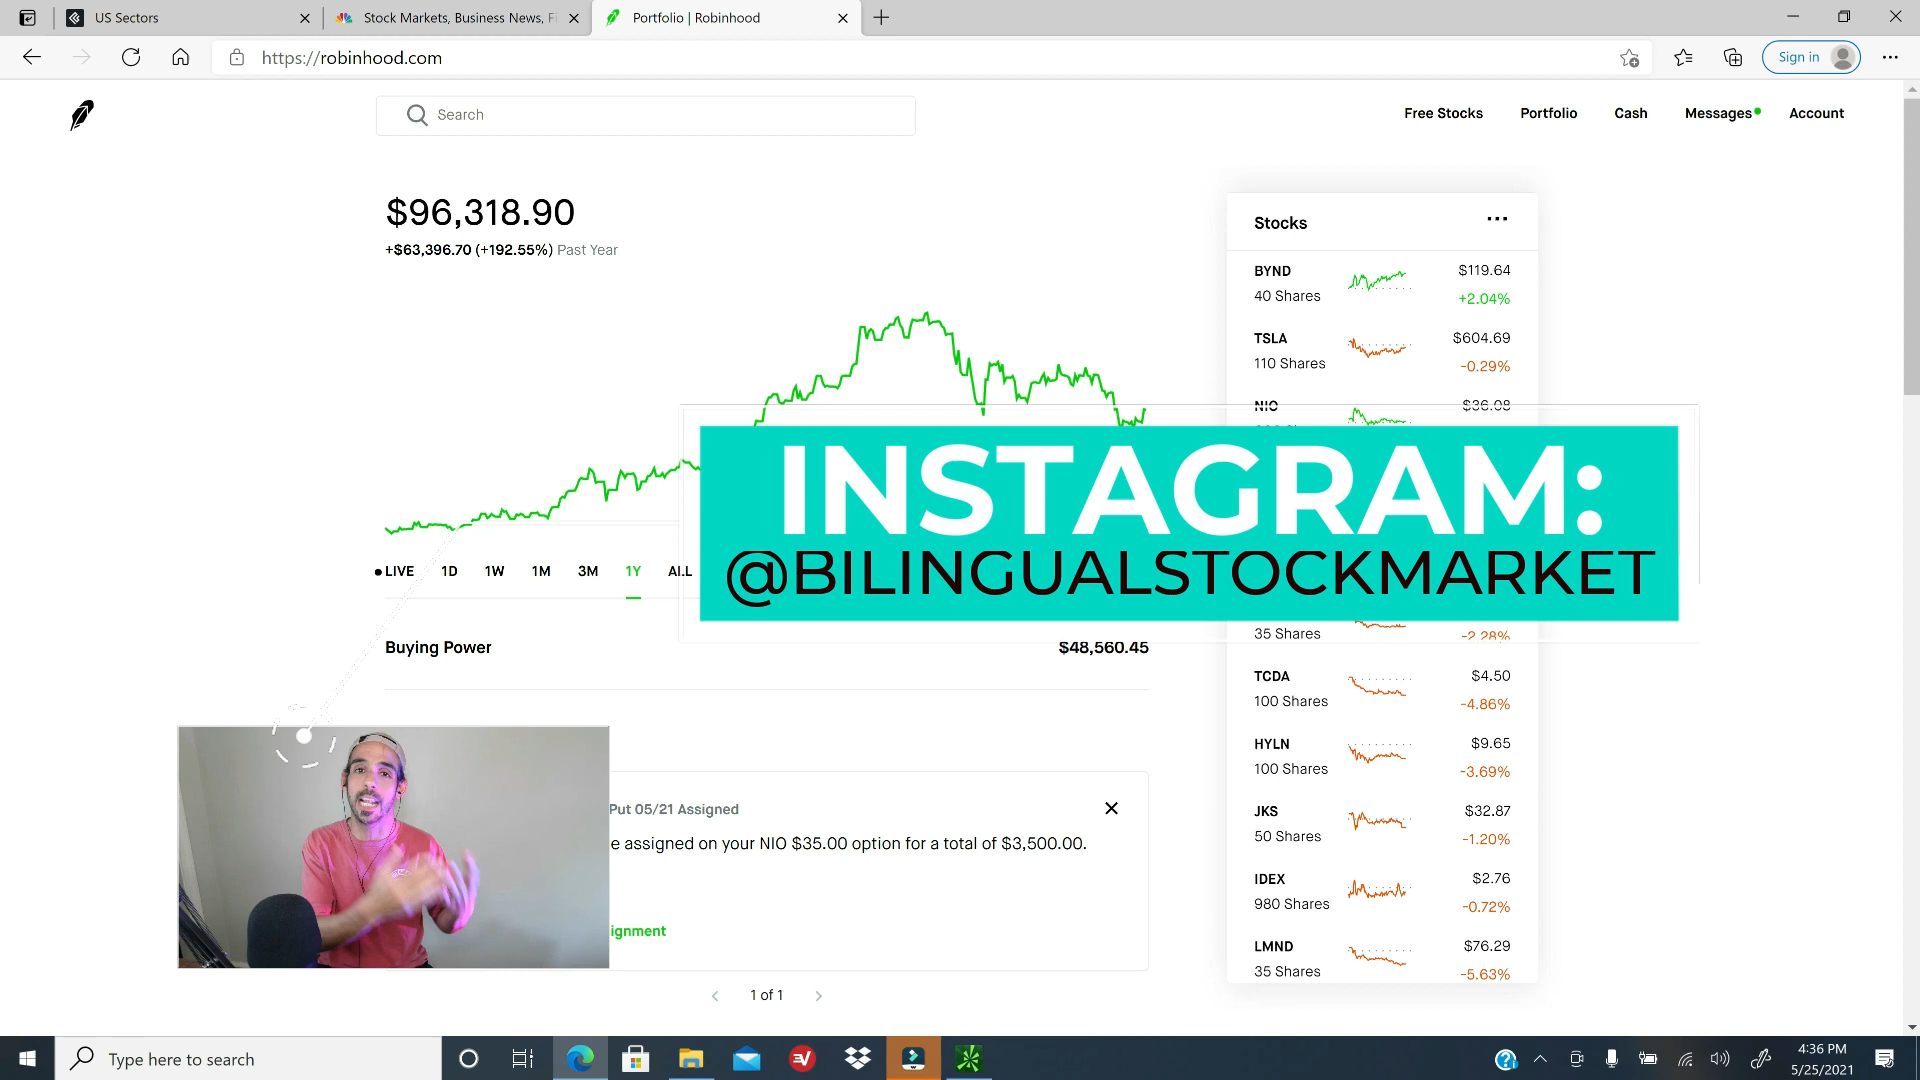 US Sectors
Stock Markets, Business News, Fi
Portfolio | Robinhood
https://robinhood.com
Sign in
Search
Free Stocks
Portfolio
Cash
Messages
Account
$96,318.90
+$63,396.70 (+192.55%) Past Year
LIVE
1D
1W
1M
3M
1Y
ALL
Buying Power
$48,560.45
Put 05/21 Assigned
e assigned on your NIO $35.00 option for a total of $3,500.00.
ignment
1 of 1
Stocks
BYND
$119.64
40 Shares
+2.04%
TSLA
$604.69
110 Shares
-0.29%
NIO
$36.08
INSTAGRAM:
@BILINGUALSTOCKMARKET
35 Shares
-2.28%
TCDA
$4.50
100 Shares
-4.86%
HYLN
$9.65
100 Shares
-3.69%
JKS
$32.87
50 Shares
-1.20%
IDEX
$2.76
980 Shares
-0.72%
LMND
$76.29
35 Shares
-5.63%
Type here to search
4:36 PM
5/25/2021